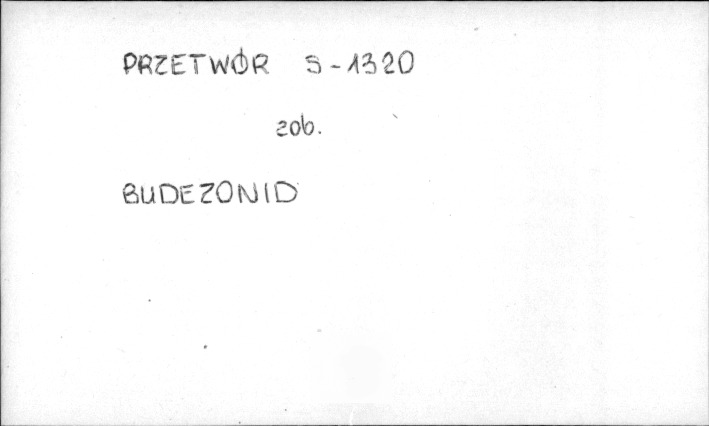 PRZETWÓR S-1320
zob.
BUDEZONID